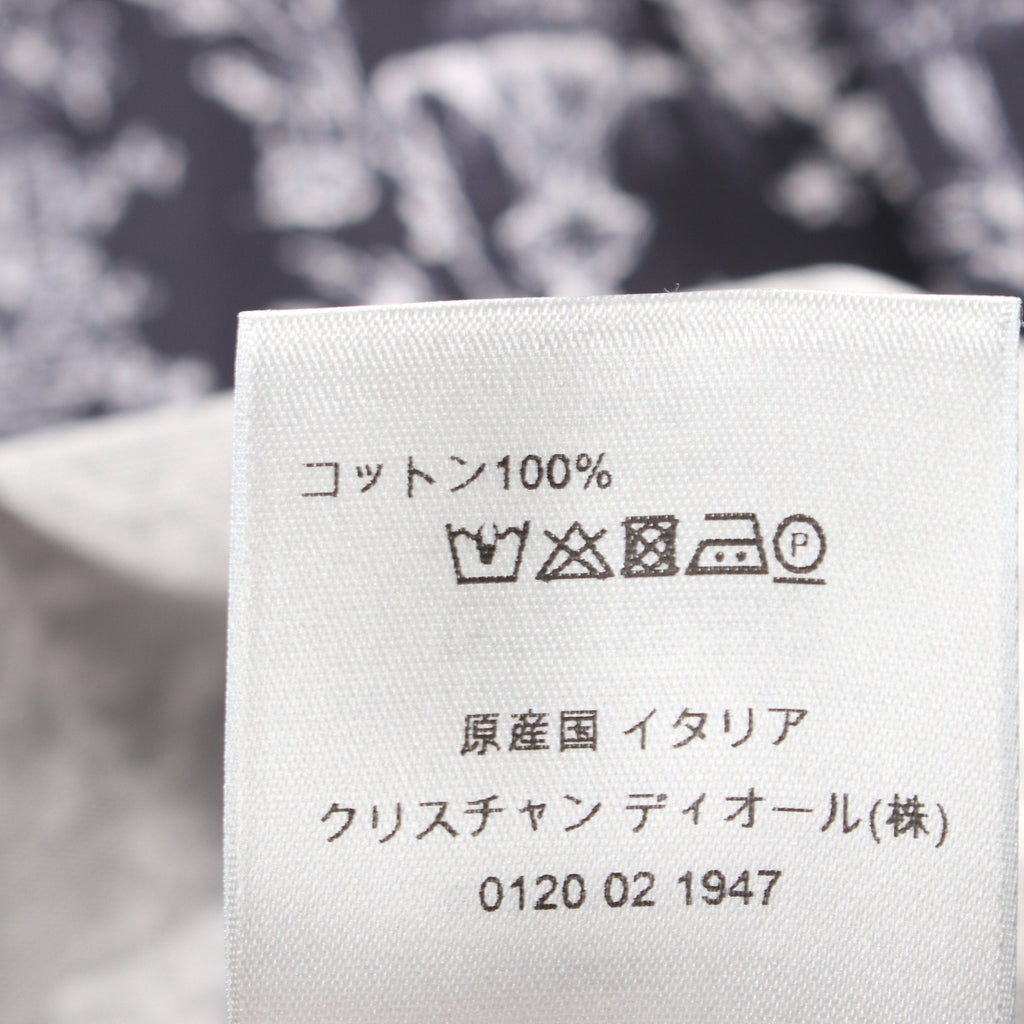 コットン100%
P
原産国 イタリア
クリスチャン ディオール(株)
0120 02 1947